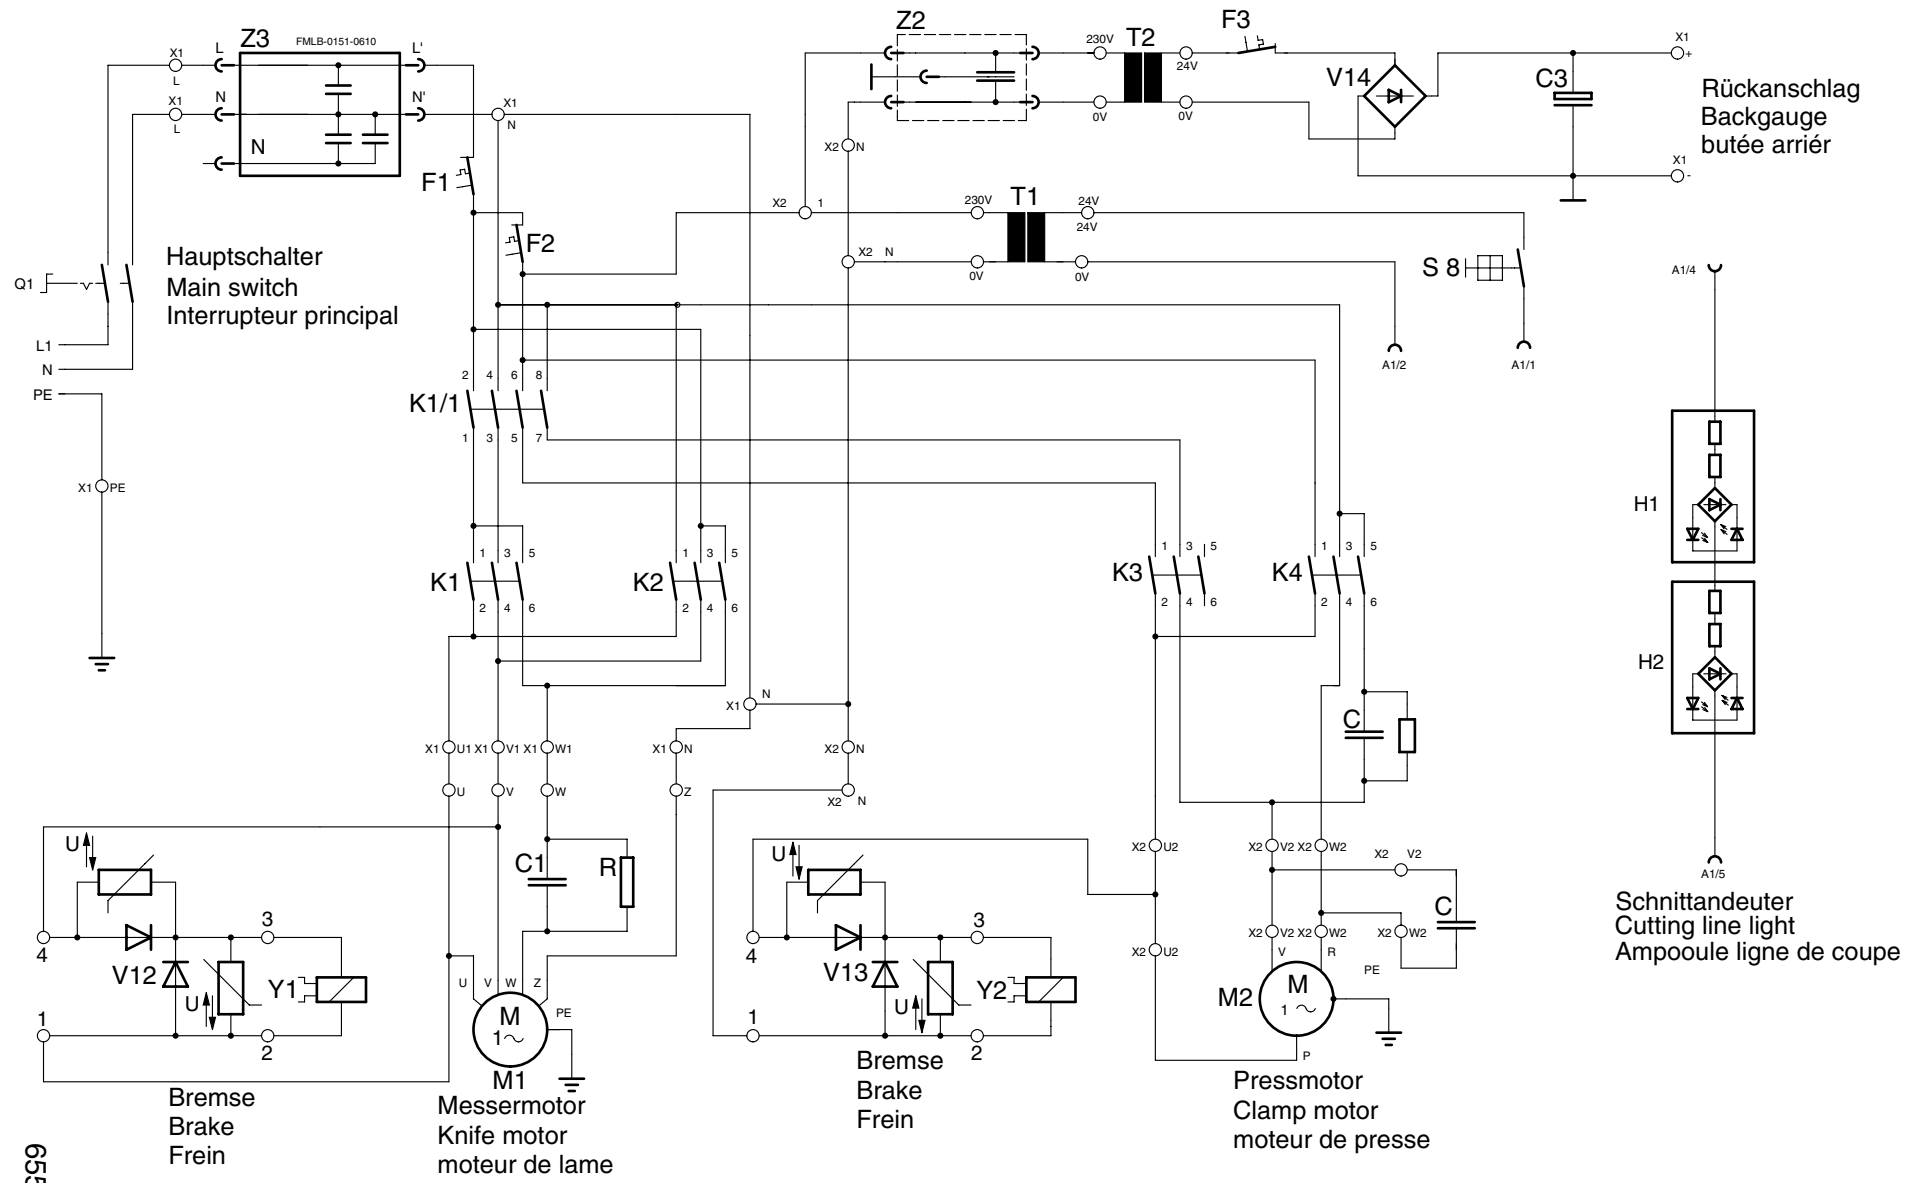 Z3 FMLB-0151-0610
X1 L L L'
X1 L N N'
N
X1 N
Z2
230V T2 24V F3
0V 0V
V14
C3
X1 +
X1 -
Rückanschlag
Backgauge
butée arriér
X2 N
F1
F2
X2 1
230V T1 24V
24V
X2 N
0V 0V
S 8
A1/2
A1/1
A1/4
Q1
Hauptschalter
Main switch
Interrupteur principal
L1
N
PE
X1 PE
2 4 6 8
K1/1
1 3 5 7
1 3 5
K1
2 4 6
1 3 5
K2
2 4 6
1 3 5
K3
2 4 6
1 3 5
K4
2 4 6
H1
H2
A1/5
Schnittandeuter
Cutting line light
Ampooule ligne de coupe
X1 N
X1 U1 X1 V1 X1 W1 X1 N
U V W Z
X2 N
X2 N
C
U
4
V12
U
3
Y1
1
2
Bremse
Brake
Frein
C1
R
U V W Z
M
1~
PE
M1
Messermotor
Knife motor
moteur de lame
U
4
V13
U
3
Y2
1
2
Bremse
Brake
Frein
X2 U2
X2 U2
X2 V2 X2 W2
X2 V2
C
X2 V2 X2 W2 X2 W2
V R
PE
M2
M
1~
P
Pressmotor
Clamp motor
moteur de presse
655